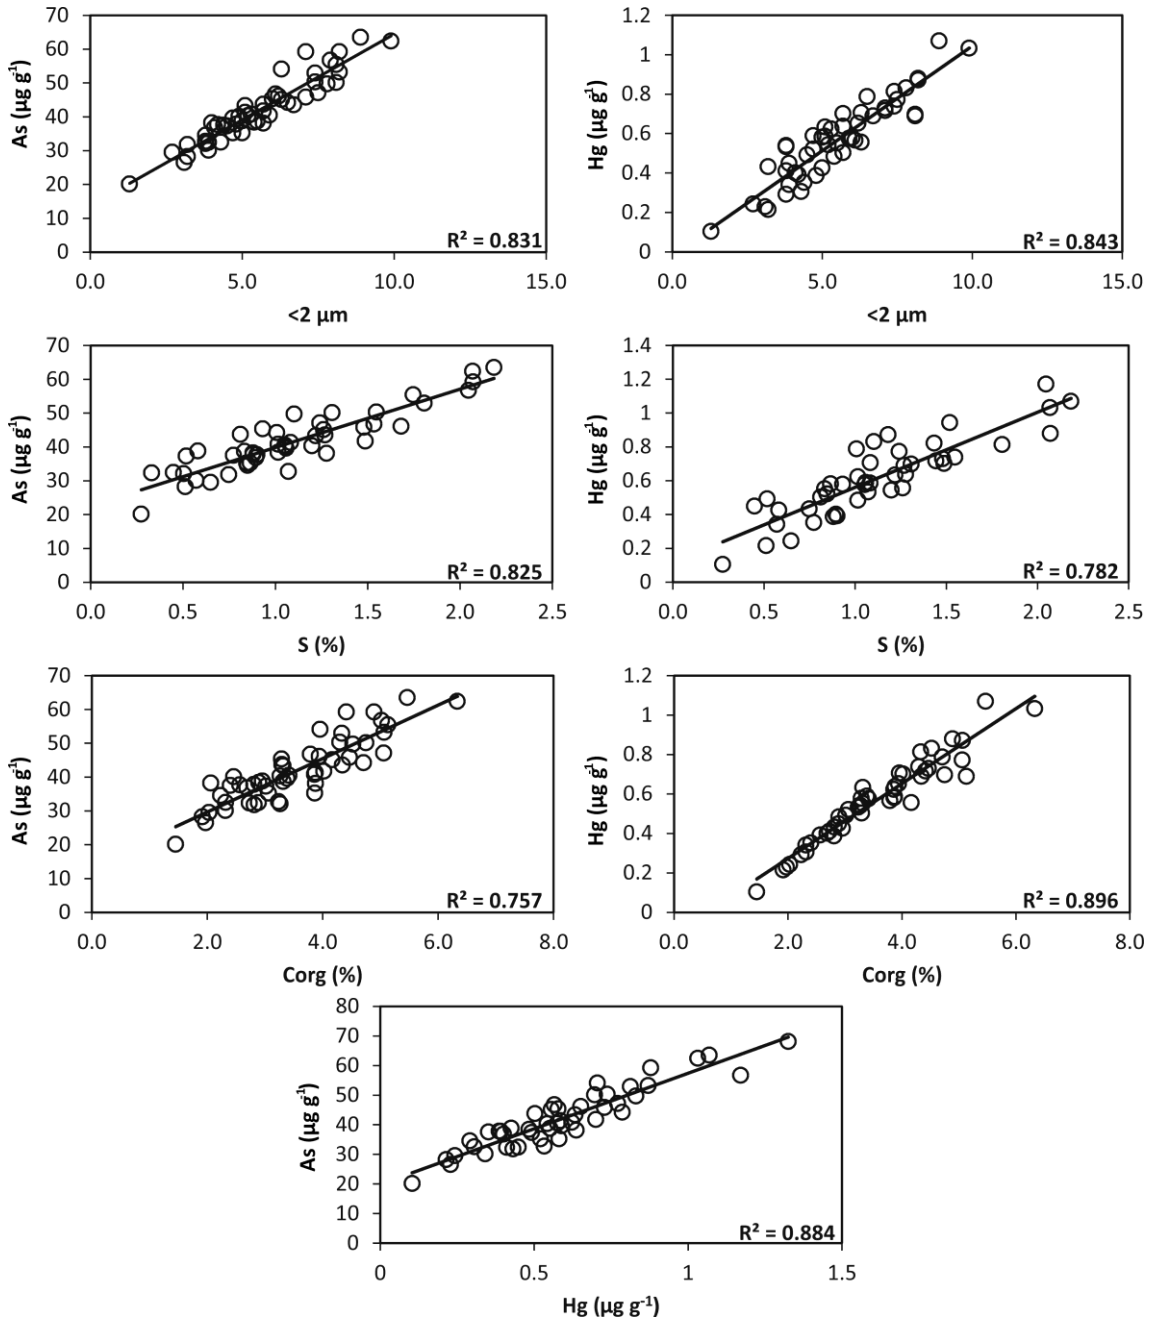 70
60
50
40
30
20
10
0
As (µg g⁻¹)
R² = 0.831
0.0 5.0 10.0 15.0
<2 µm
1.2
1
0.8
0.6
0.4
0.2
0
Hg (µg g⁻¹)
R² = 0.843
0.0 5.0 10.0 15.0
<2 µm
70
60
50
40
30
20
10
0
As (µg g⁻¹)
R² = 0.825
0.0 0.5 1.0 1.5 2.0 2.5
S (%)
1.4
1.2
1
0.8
0.6
0.4
0.2
0
Hg (µg g⁻¹)
R² = 0.782
0.0 0.5 1.0 1.5 2.0 2.5
S (%)
70
60
50
40
30
20
10
0
As (µg g⁻¹)
R² = 0.757
0.0 2.0 4.0 6.0 8.0
Corg (%)
1.2
1
0.8
0.6
0.4
0.2
0
Hg (µg g⁻¹)
R² = 0.896
0.0 2.0 4.0 6.0 8.0
Corg (%)
80
70
60
50
40
30
20
10
0
As (µg g⁻¹)
R² = 0.884
0 0.5 1 1.5
Hg (µg g⁻¹)